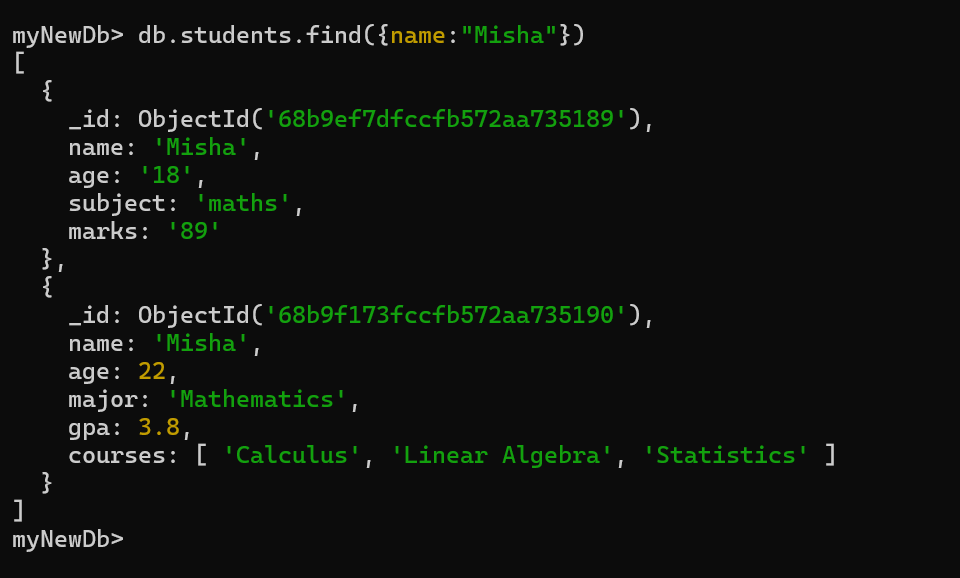 myNewDb> db.students.find({name:"Misha"})
[
  {
    _id: ObjectId('68b9ef7dfccfb572aa735189'),
    name: 'Misha',
    age: '18',
    subject: 'maths',
    marks: '89'
  },
  {
    _id: ObjectId('68b9f173fccfb572aa735190'),
    name: 'Misha',
    age: 22,
    major: 'Mathematics',
    gpa: 3.8,
    courses: [ 'Calculus', 'Linear Algebra', 'Statistics' ]
  }
]
myNewDb>